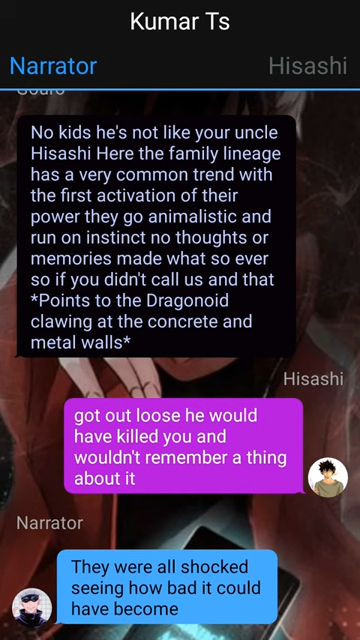 Kumar Ts
Narrator
Hisashi
Gouro
No kids he's not like your uncle
Hisashi Here the family lineage
has a very common trend with
the first activation of their
power they go animalistic and
run on instinct no thoughts or
memories made what so ever
so if you didn't call us and that
*Points to the Dragonoid
clawing at the concrete and
metal walls*
Hisashi
got out loose he would
have killed you and
wouldn't remember a thing
about it
Narrator
They were all shocked
seeing how bad it could
have become